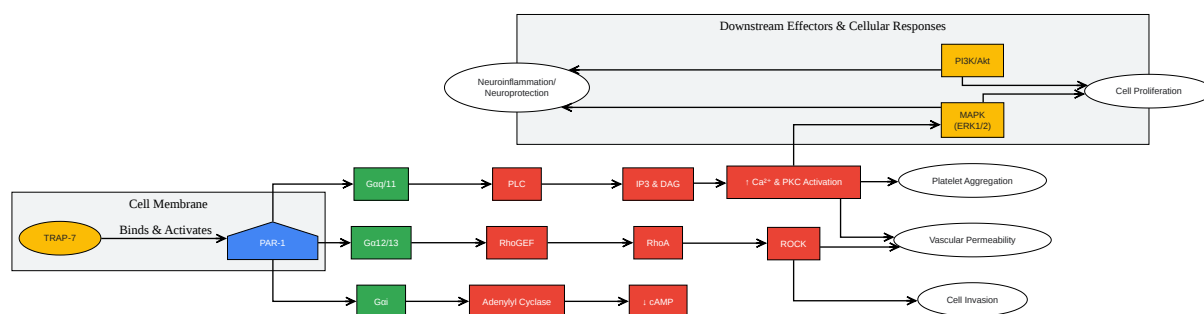 Downstream Effectors & Cellular Responses
PI3K/Akt
Neuroinflammation/
Neuroprotection
Cell Proliferation
MAPK
(ERK1/2)
Gαq/11
PLC
IP3 & DAG
↑ Ca²⁺ & PKC Activation
Platelet Aggregation
Cell Membrane
Binds & Activates
TRAP-7
PAR-1
Gα12/13
RhoGEF
RhoA
ROCK
Vascular Permeability
Gαi
Adenylyl Cyclase
↓ cAMP
Cell Invasion